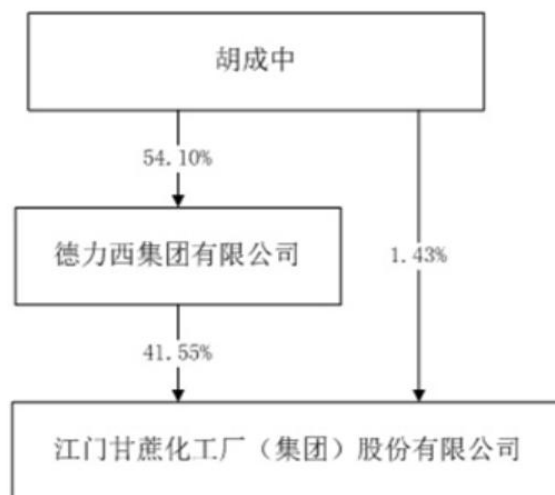 胡成中
54.10%
德力西集团有限公司
1.43%
41.55%
江门甘蔗化工厂（集团）股份有限公司